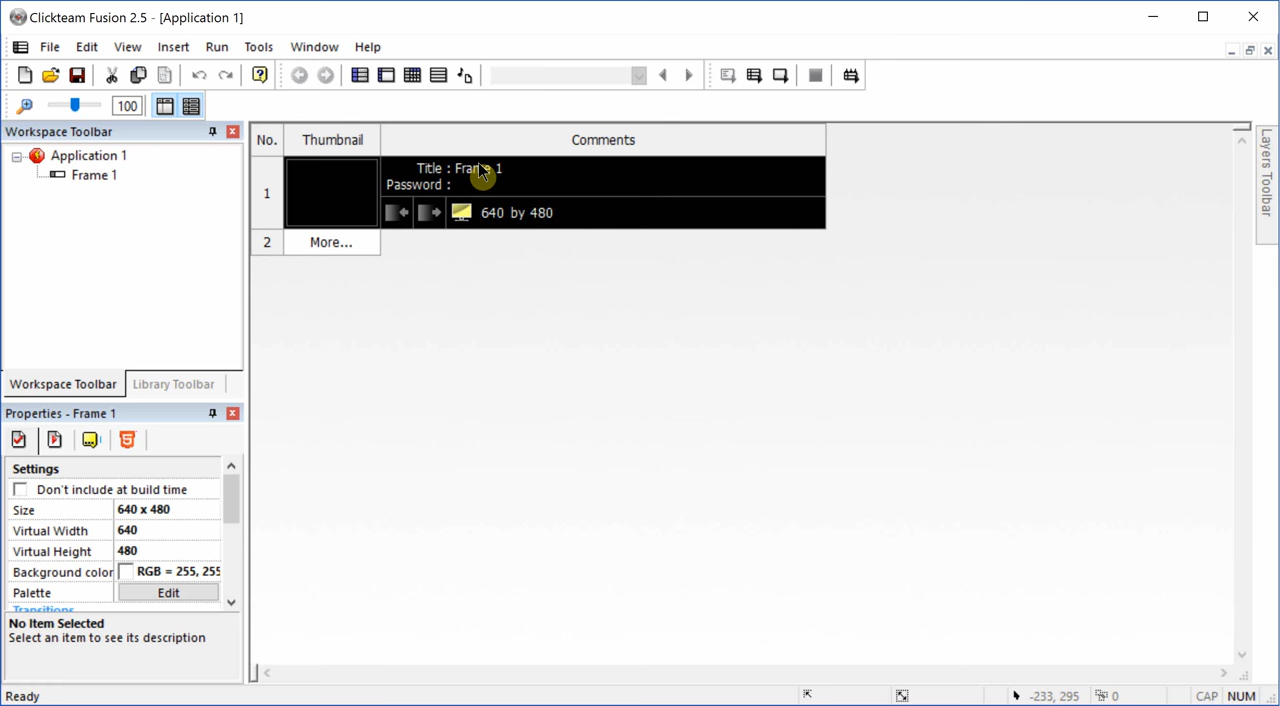 Clickteam Fusion 2.5 - [Application 1]
File Edit View Insert Run Tools Window Help
100
Workspace Toolbar
Application 1
Frame 1
Workspace Toolbar Library Toolbar
Properties - Frame 1
Settings
Don't include at build time
Size 640 x 480
Virtual Width 640
Virtual Height 480
Background color RGB = 255, 255
Palette Edit
Transitions
No Item Selected
Select an item to see its description
No. Thumbnail Comments
1
Title : Frame 1
Password :
640 by 480
2 More...
Layers Toolbar
Ready -233, 295 0 CAP NUM